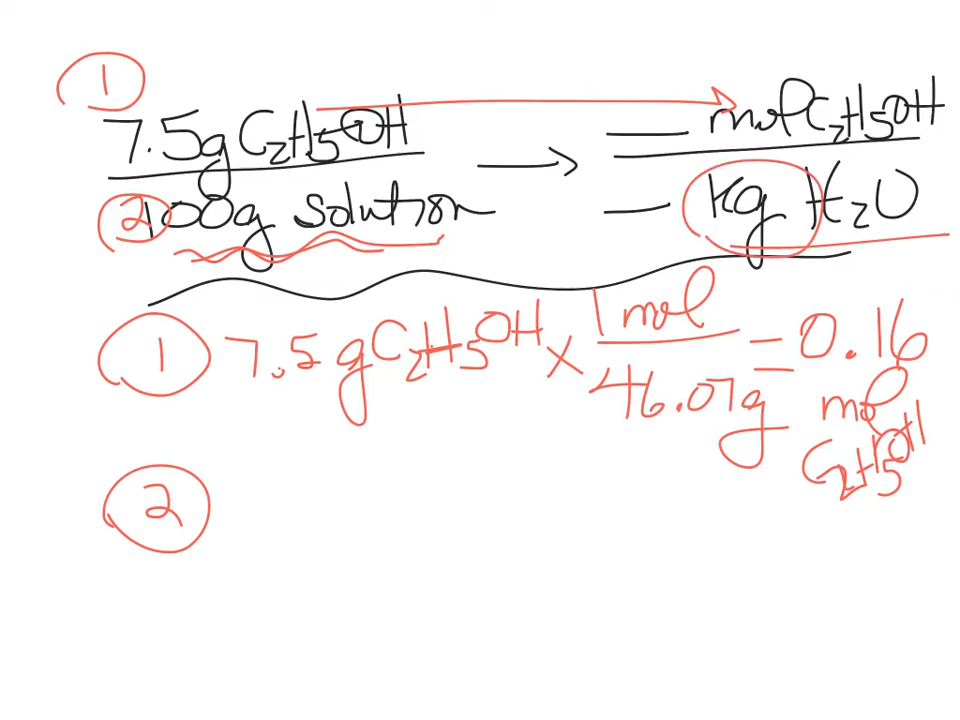 1
7.5g C2H5OH → mol C2H5OH
2 100g solution kg H2O
1 7.5 g C2H5OH x 1 mol = 0.16
46.07g mol
C2H5OH
2